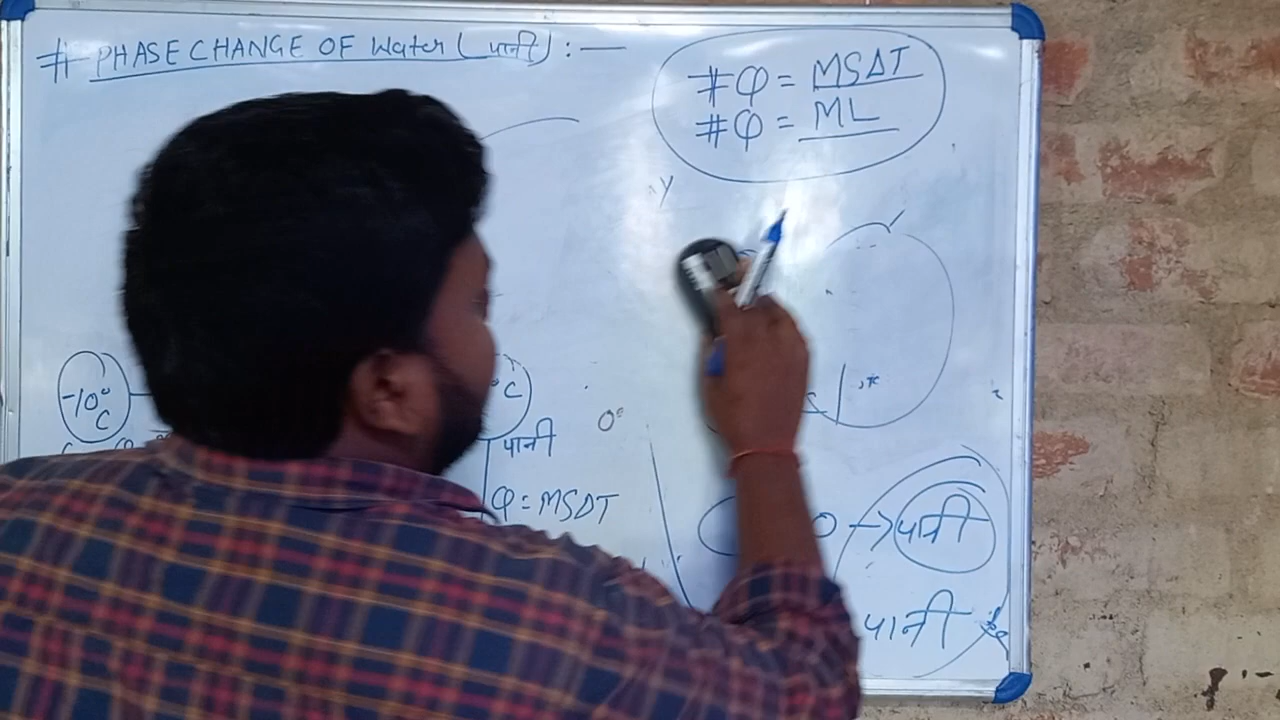 # PHASE CHANGE OF Water (पानी) : —
# Q = MSΔT
# Q = ML
y
-10° C
° C
0°
पानी
Q = MSΔT
→ पानी
पानी